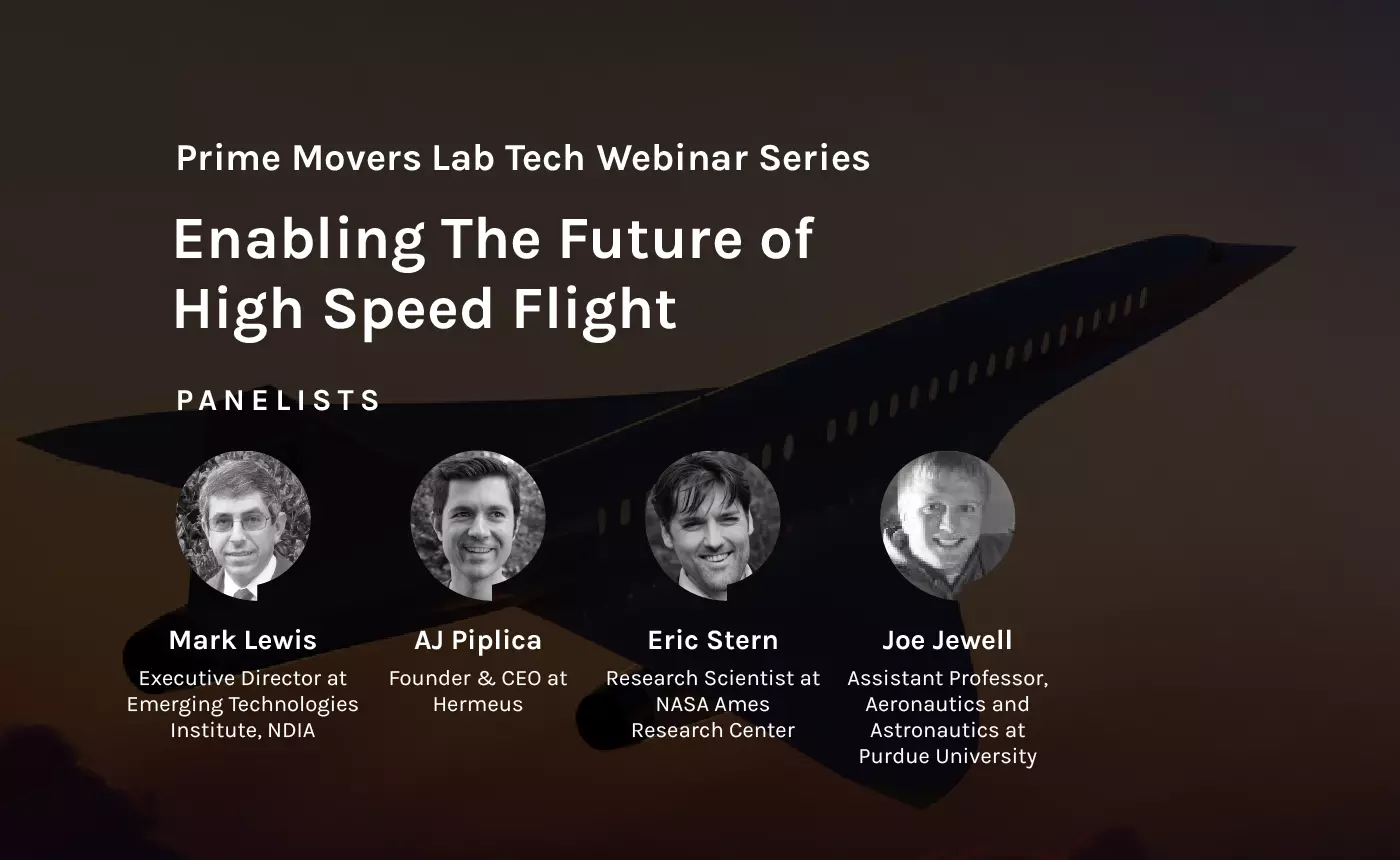 Prime Movers Lab Tech Webinar Series
Enabling The Future of
High Speed Flight
PANELISTS
Mark Lewis
Executive Director at
Emerging Technologies
Institute, NDIA
AJ Piplica
Founder & CEO at
Hermeus
Eric Stern
Research Scientist at
NASA Ames
Research Center
Joe Jewell
Assistant Professor,
Aeronautics and
Astronautics at
Purdue University